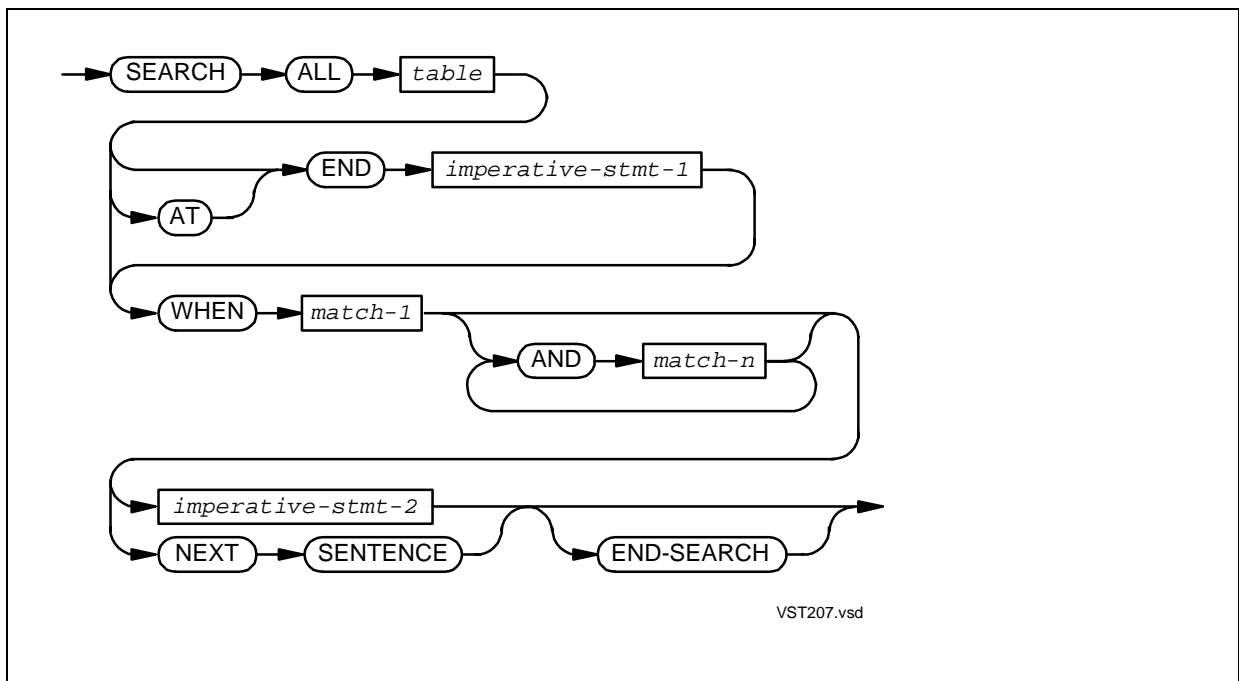 SEARCH ALL table
END imperative-stmt-1
AT
WHEN match-1
AND match-n
imperative-stmt-2
NEXT SENTENCE END-SEARCH
VST207.vsd